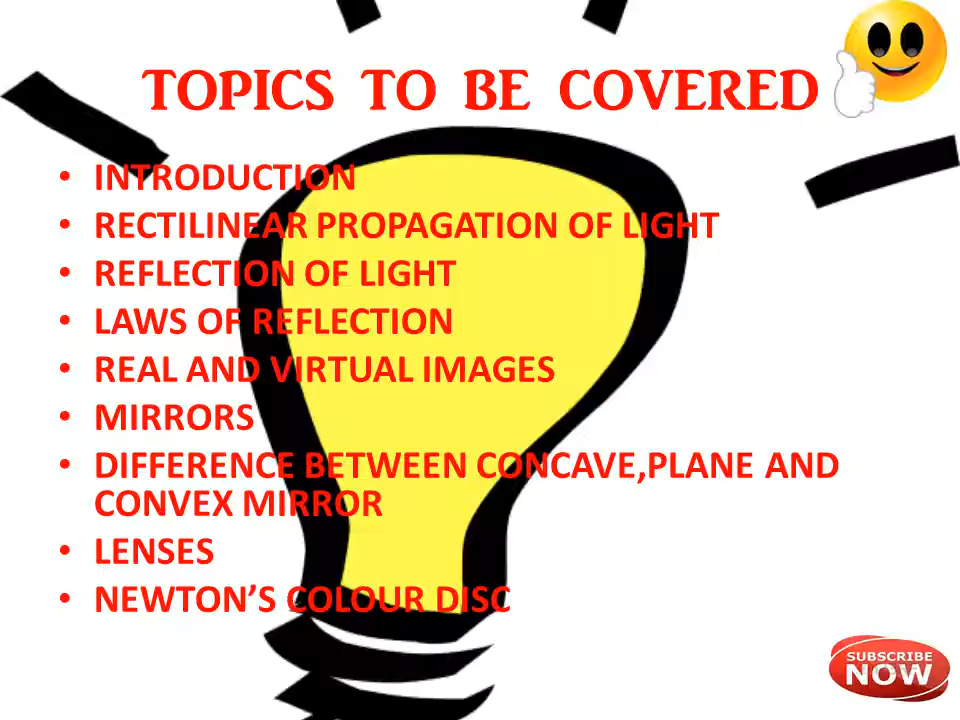 TOPICS TO BE COVERED
• INTRODUCTION
• RECTILINEAR PROPAGATION OF LIGHT
• REFLECTION OF LIGHT
• LAWS OF REFLECTION
• REAL AND VIRTUAL IMAGES
• MIRRORS
• DIFFERENCE BETWEEN CONCAVE,PLANE AND
CONVEX MIRROR
• LENSES
• NEWTON’S COLOUR DISC
SUBSCRIBE
NOW